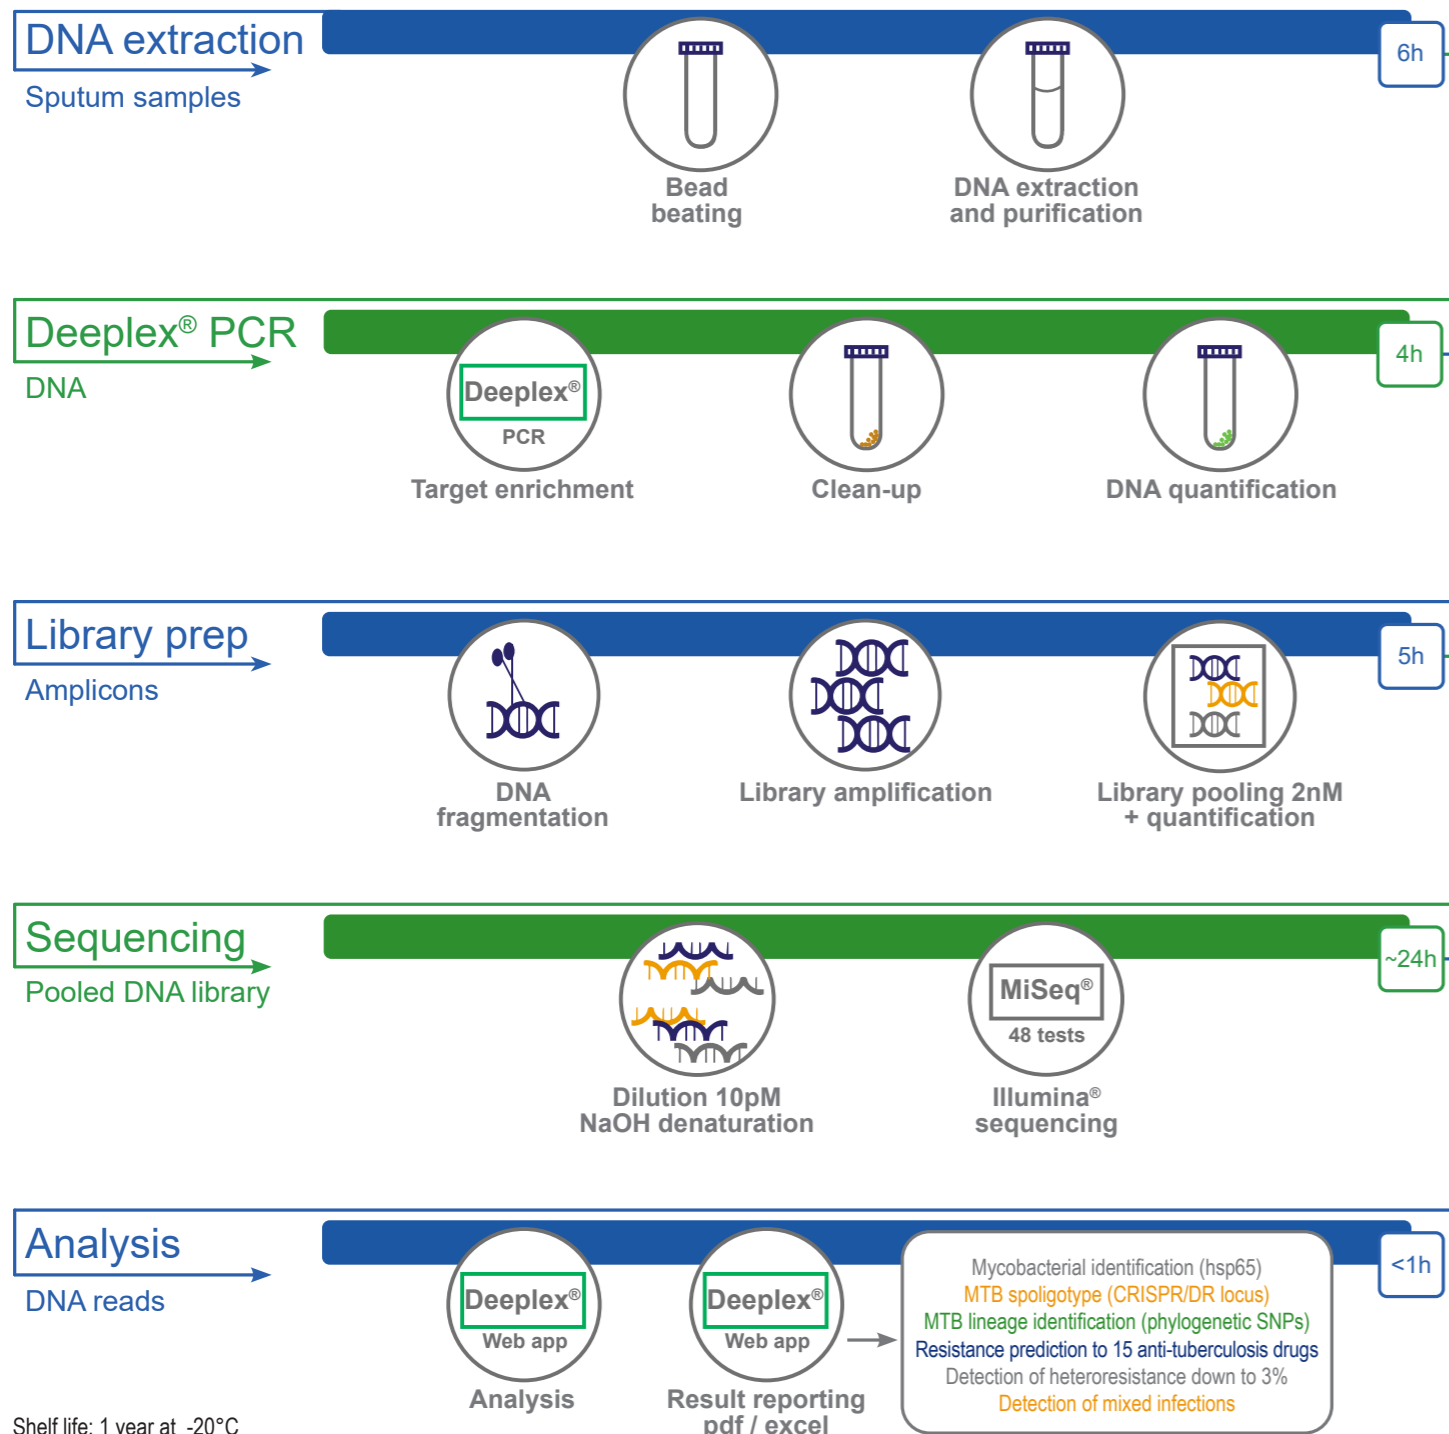 DNA extraction
6h
Sputum samples
Bead
beating
DNA extraction
and purification
Deeplex® PCR
4h
DNA
Deeplex®
PCR
Target enrichment
Clean-up
DNA quantification
Library prep
5h
Amplicons
DNA
fragmentation
Library amplification
Library pooling 2nM
+ quantification
Sequencing
~24h
Pooled DNA library
MiSeq®
48 tests
Dilution 10pM
NaOH denaturation
Illumina®
sequencing
Analysis
<1h
DNA reads
Deeplex®
Web app
Analysis
Deeplex®
Web app
Result reporting
pdf / excel
Mycobacterial identification (hsp65)
MTB spoligotype (CRISPR/DR locus)
MTB lineage identification (phylogenetic SNPs)
Resistance prediction to 15 anti-tuberculosis drugs
Detection of heteroresistance down to 3%
Detection of mixed infections
Shelf life: 1 year at -20°C